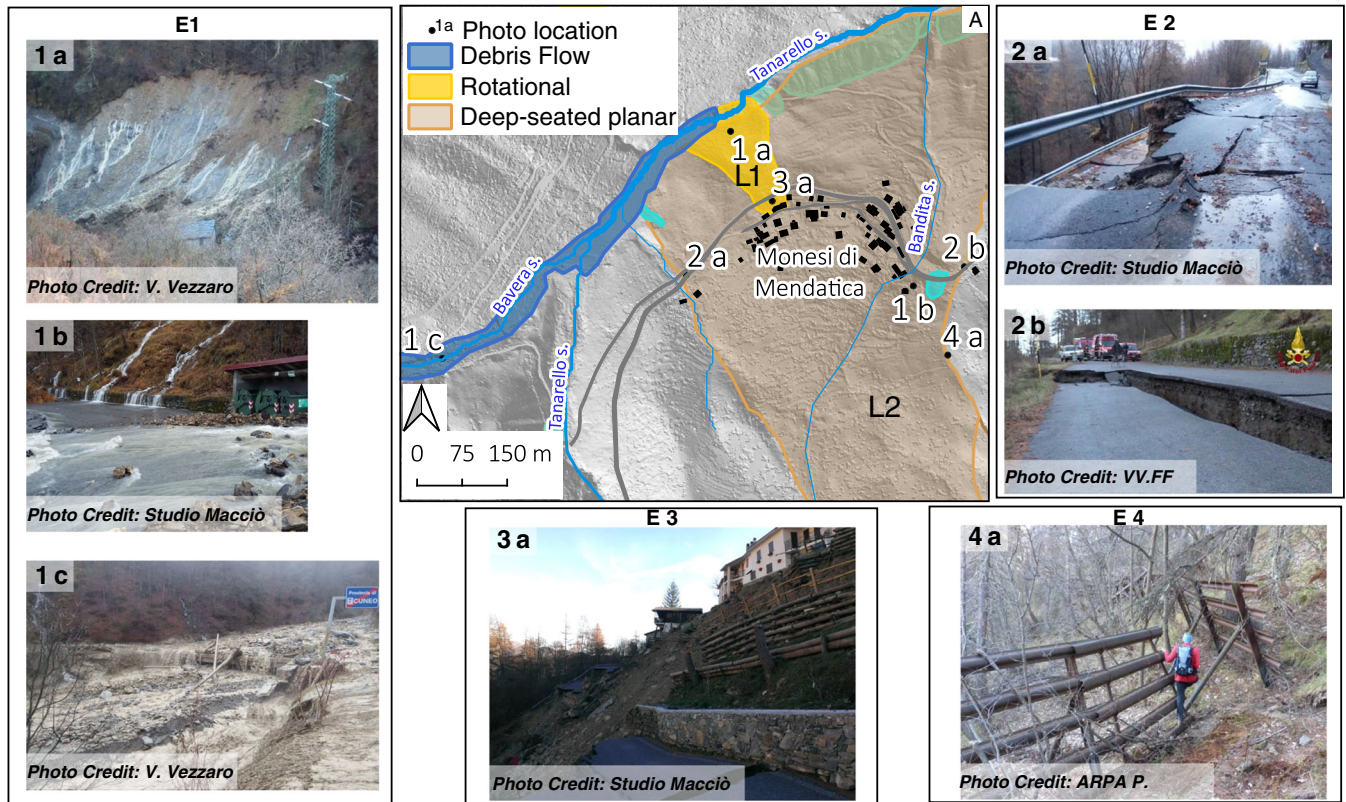 E1
1 a
Photo Credit: V. Vezzaro
1 b
Photo Credit: Studio Macciò
1 c
Provincia di
CUNEO
Photo Credit: V. Vezzaro
A
1a Photo location
Debris Flow
Rotational
Deep-seated planar
Tanarello s.
1 a
L1
3 a
Bandita s.
2 a
2 b
Monesi di
Mendatica
Bavera s.
1 b
1 c
4 a
Tanarello s.
L2
0 75 150 m
E 2
2 a
Photo Credit: Studio Macciò
2 b
Photo Credit: VV.FF
E 3
3 a
Photo Credit: Studio Macciò
E 4
4 a
Photo Credit: ARPA P.